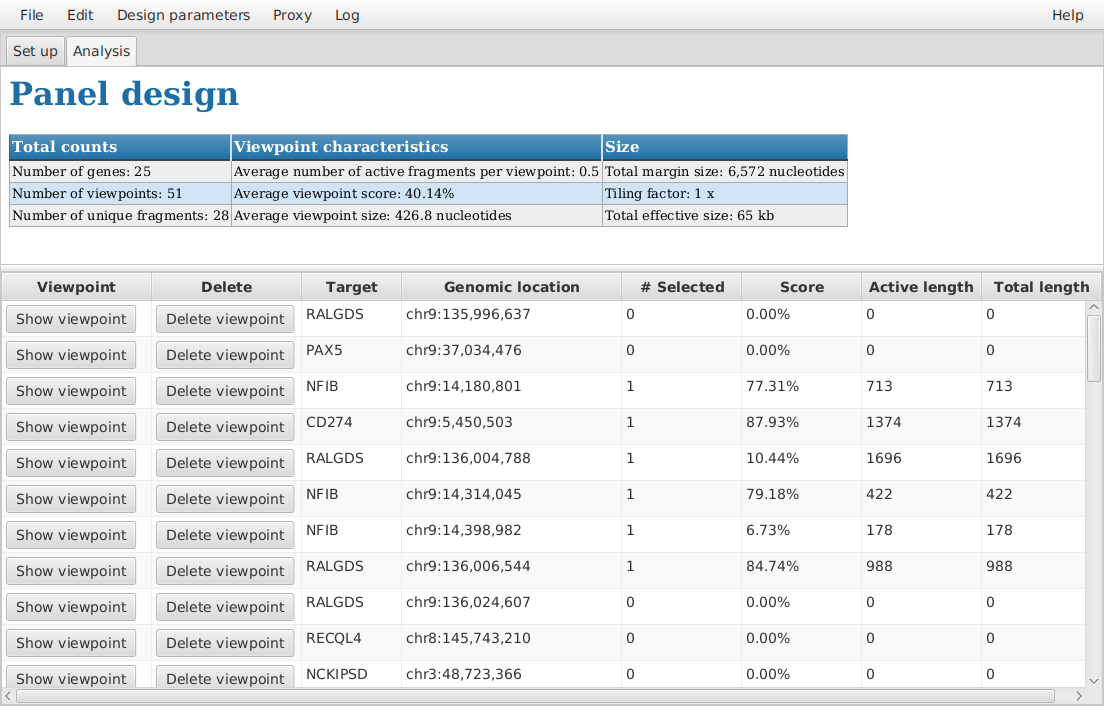 File Edit Design parameters Proxy Log Help
Set up Analysis
Panel design
Total counts Viewpoint characteristics Size
Number of genes: 25 Average number of active fragments per viewpoint: 0.5 Total margin size: 6,572 nucleotides
Number of viewpoints: 51 Average viewpoint score: 40.14% Tiling factor: 1 x
Number of unique fragments: 28 Average viewpoint size: 426.8 nucleotides Total effective size: 65 kb
Viewpoint Delete Target Genomic location # Selected Score Active length Total length
Show viewpoint Delete viewpoint RALGDS chr9:135,996,637 0 0.00% 0 0
Show viewpoint Delete viewpoint PAX5 chr9:37,034,476 0 0.00% 0 0
Show viewpoint Delete viewpoint NFIB chr9:14,180,801 1 77.31% 713 713
Show viewpoint Delete viewpoint CD274 chr9:5,450,503 1 87.93% 1374 1374
Show viewpoint Delete viewpoint RALGDS chr9:136,004,788 1 10.44% 1696 1696
Show viewpoint Delete viewpoint NFIB chr9:14,314,045 1 79.18% 422 422
Show viewpoint Delete viewpoint NFIB chr9:14,398,982 1 6.73% 178 178
Show viewpoint Delete viewpoint RALGDS chr9:136,006,544 1 84.74% 988 988
Show viewpoint Delete viewpoint RALGDS chr9:136,024,607 0 0.00% 0 0
Show viewpoint Delete viewpoint RECQL4 chr8:145,743,210 0 0.00% 0 0
Show viewpoint Delete viewpoint NCKIPSD chr3:48,723,366 0 0.00% 0 0